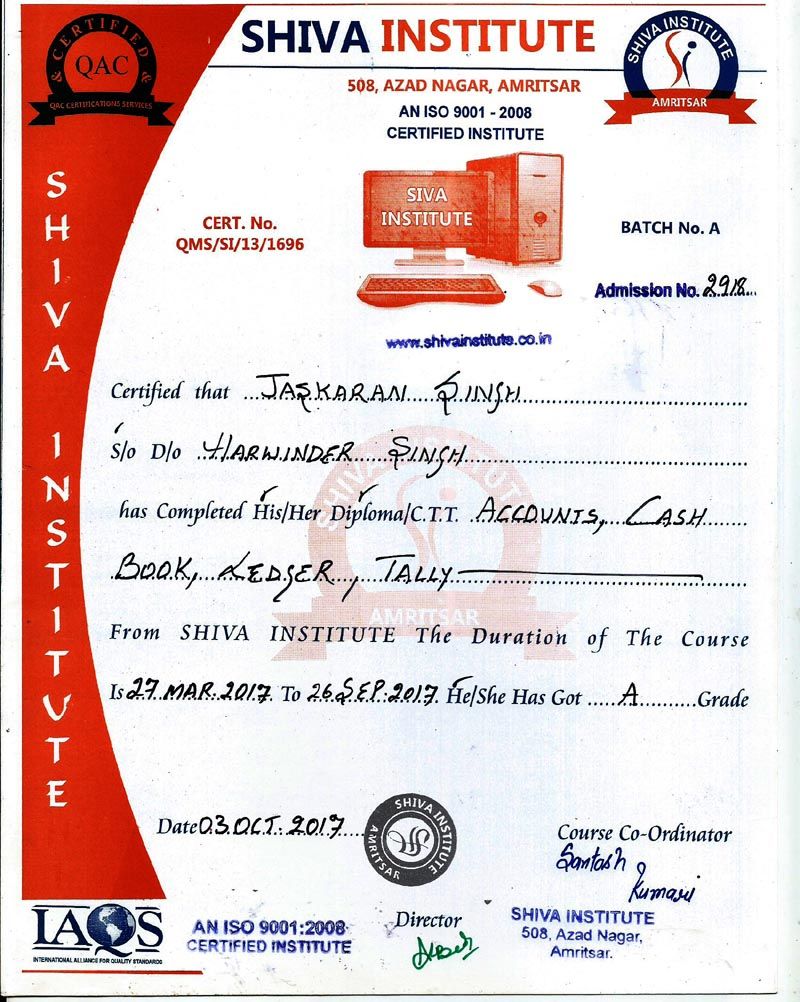 CERTIFIED
QAC
QAC CERTIFICATIONS SERVICES
SHIVA INSTITUTE
SHIVA INSTITUTE
AMRITSAR
508, AZAD NAGAR, AMRITSAR
AN ISO 9001 - 2008
CERTIFIED INSTITUTE
SHIVA INSTITUTE
SIVA
INSTITUTE
CERT. No.
QMS/SI/13/1696
BATCH No. A
Admission No. 2918
www.shivainstitute.co.in
Certified that JASKARAN SINGH
S/o D/o HARWINDER SINGH
has Completed His/Her Diploma/C.T.T. ACCOUNTS, CASH
BOOK, LEDGER, TALLY
SHIVA INSTITUTE
AMRITSAR
From SHIVA INSTITUTE The Duration of The Course
Is 27 MAR 2017 To 26 SEP 2017 He/She Has Got A Grade
Date 03 OCT. 2017
SHIVA INSTITUTE
AMRITSAR
Course Co-Ordinator
Santosh
Kumari
IAQS
INTERNATIONAL ALLIANCE FOR QUALITY STANDARDS
AN ISO 9001:2008
CERTIFIED INSTITUTE
Director
SHIVA INSTITUTE
508, Azad Nagar,
Amritsar.